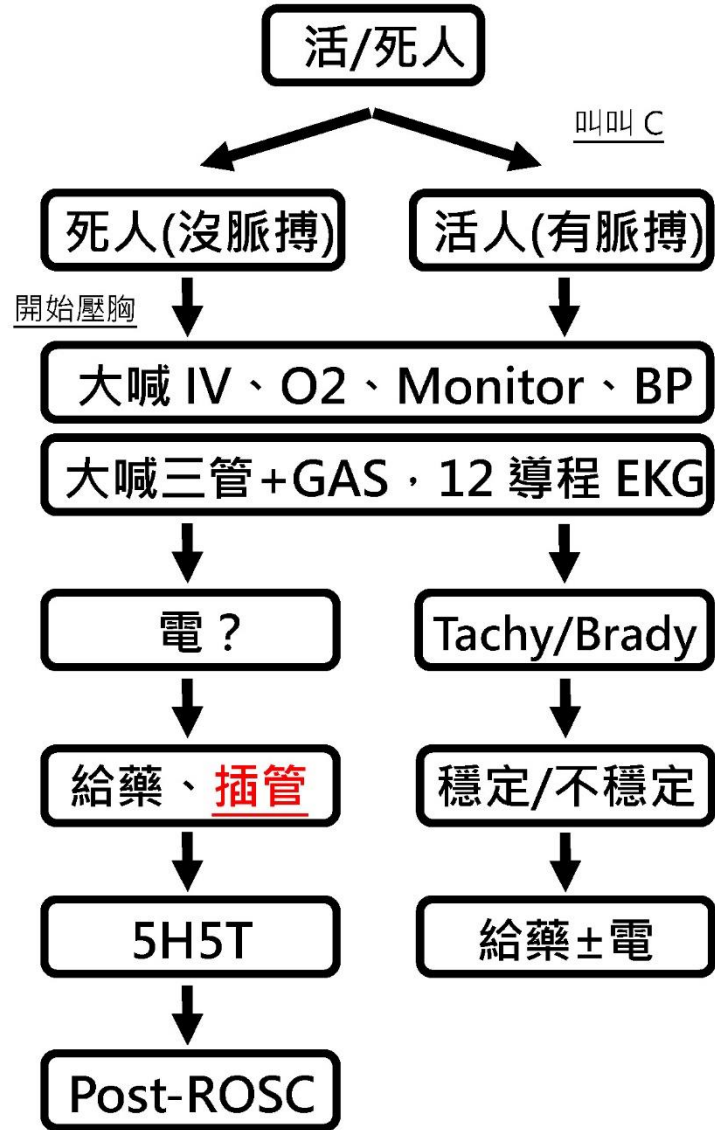 活/死人
叫叫 C
死人(沒脈搏)
活人(有脈搏)
開始壓胸
大喊 IV、O2、Monitor、BP
大喊三管+GAS，12 導程 EKG
電？
Tachy/Brady
給藥、插管
穩定/不穩定
5H5T
給藥±電
Post-ROSC